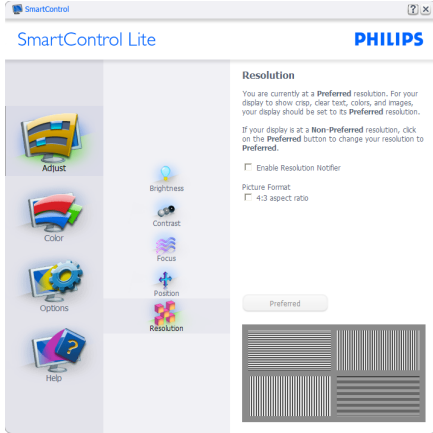 SmartControl
SmartControl Lite
PHILIPS
Adjust
Color
Options
Help
Brightness
Contrast
Focus
Position
Resolution
Resolution
You are currently at a Preferred resolution. For your
display to show crisp, clear text, colors, and images,
your display should be set to its Preferred resolution.
If your display is at a Non-Preferred resolution, click
on the Preferred button to change your resolution to
Preferred.
Enable Resolution Notifier
Picture Format
4:3 aspect ratio
Preferred